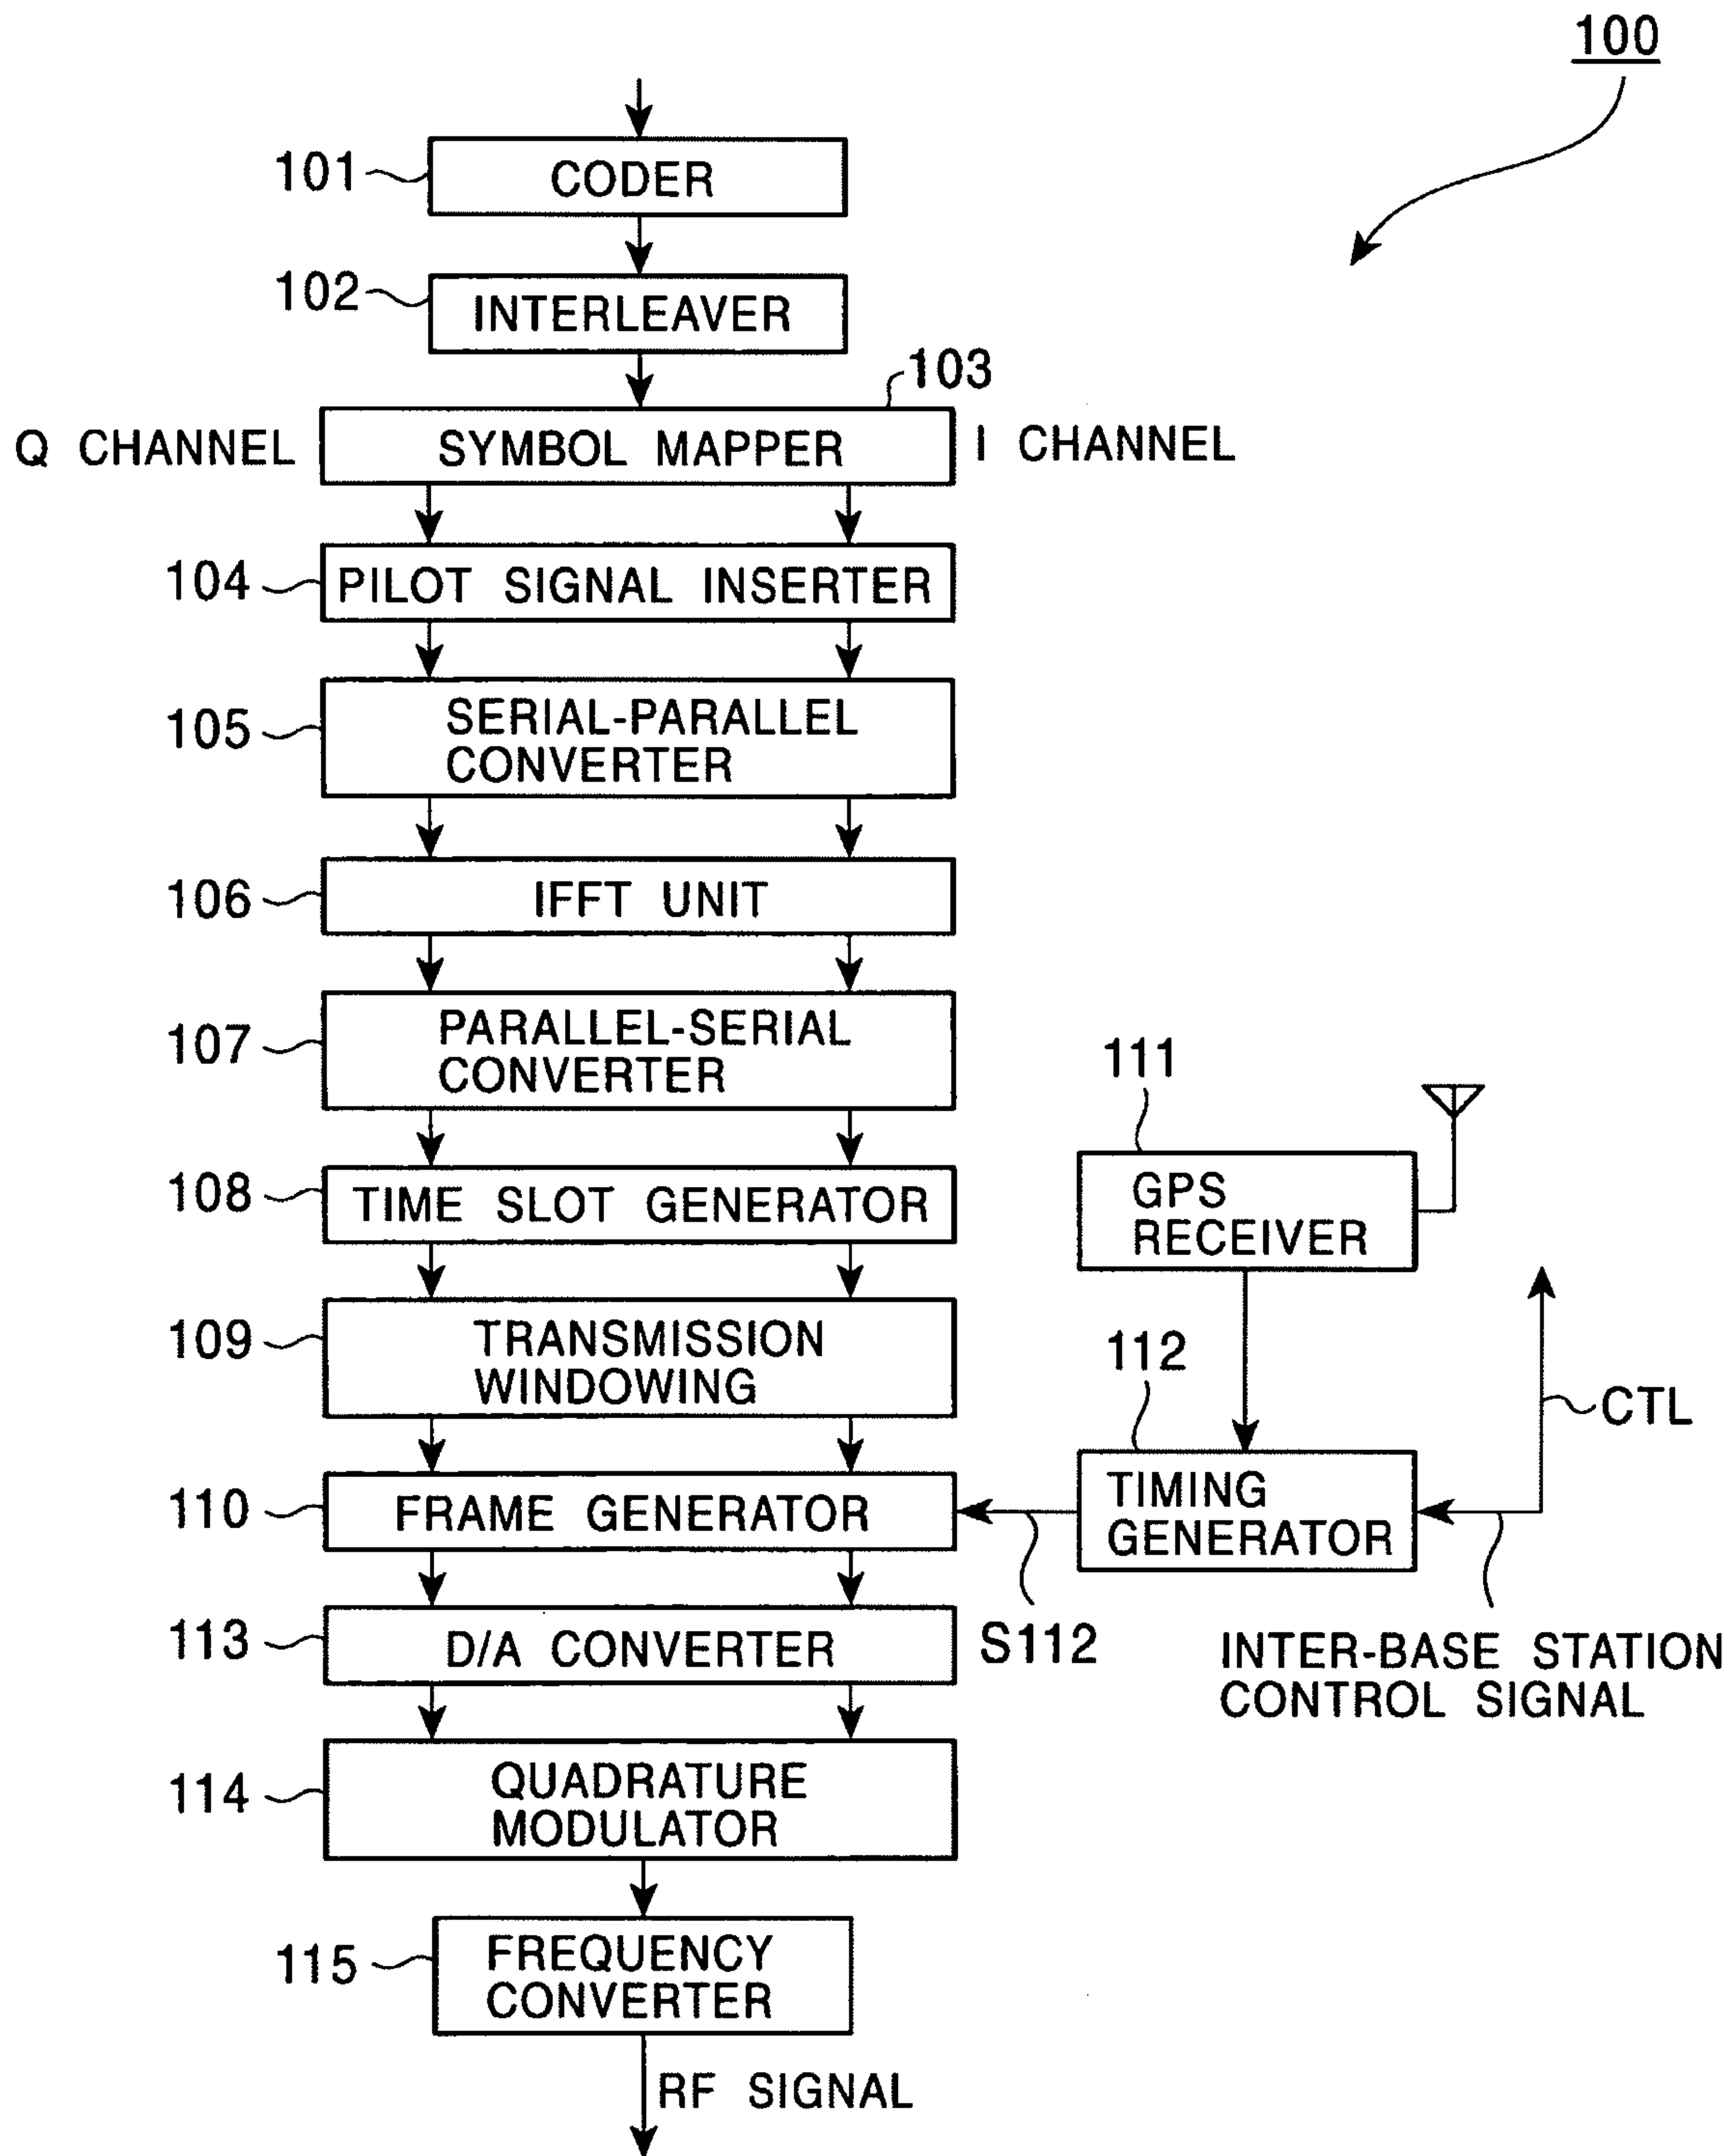 100
101
CODER
102
INTERLEAVER
103
Q CHANNEL
SYMBOL MAPPER
I CHANNEL
104
PILOT SIGNAL INSERTER
105
SERIAL-PARALLEL
CONVERTER
106
IFFT UNIT
107
PARALLEL-SERIAL
CONVERTER
108
TIME SLOT GENERATOR
111
GPS
RECEIVER
109
TRANSMISSION
WINDOWING
112
CTL
110
FRAME GENERATOR
TIMING
GENERATOR
S112
INTER-BASE STATION
CONTROL SIGNAL
113
D/A CONVERTER
114
QUADRATURE
MODULATOR
115
FREQUENCY
CONVERTER
RF SIGNAL